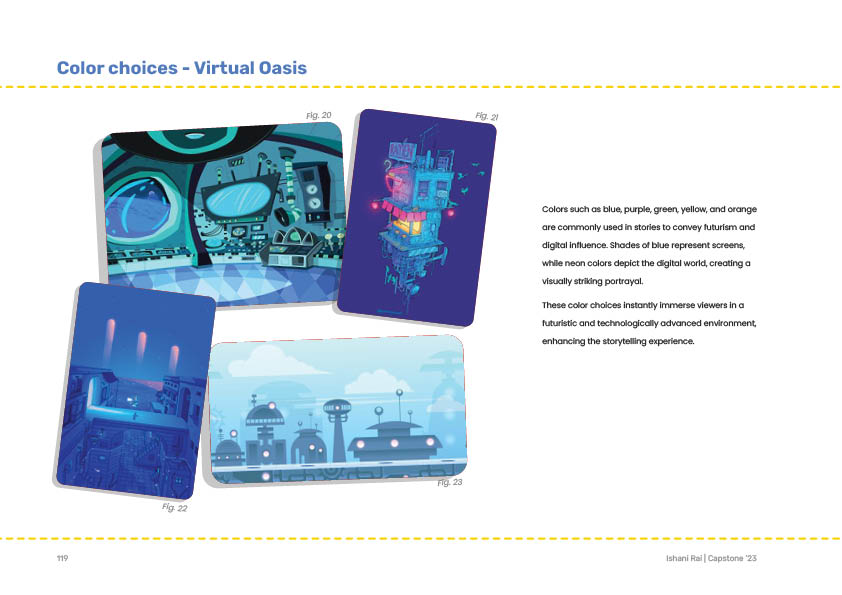 Color choices - Virtual Oasis
Fig. 20
Fig. 21
Colors such as blue, purple, green, yellow, and orange
are commonly used in stories to convey futurism and
digital influence. Shades of blue represent screens,
while neon colors depict the digital world, creating a
visually striking portrayal.
These color choices instantly immerse viewers in a
futuristic and technologically advanced environment,
enhancing the storytelling experience.
Fig. 23
Fig. 22
119
Ishani Rai | Capstone '23